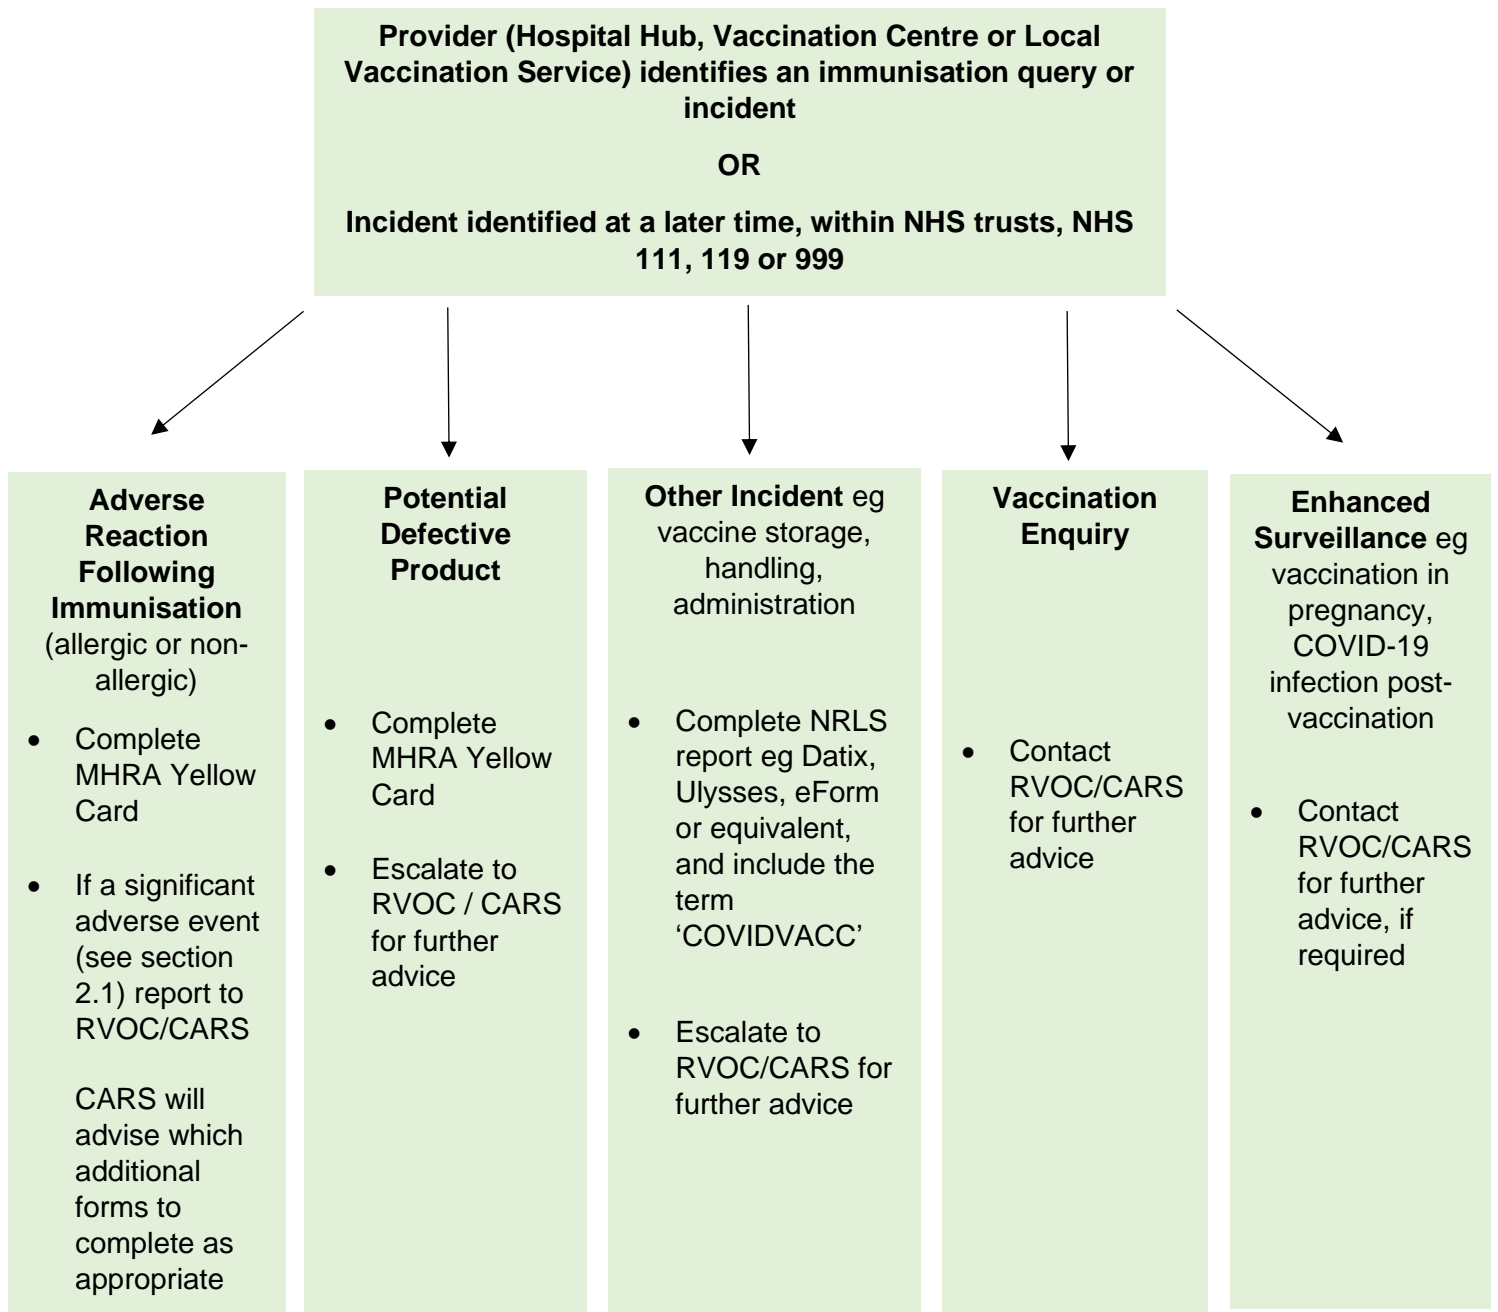 Provider (Hospital Hub, Vaccination Centre or Local
Vaccination Service) identifies an immunisation query or
incident
OR
Incident identified at a later time, within NHS trusts, NHS
111, 119 or 999
Adverse
Reaction
Following
Immunisation
(allergic or non-
allergic)
• Complete
MHRA Yellow
Card
• If a significant
adverse event
(see section
2.1) report to
RVOC/CARS
CARS will
advise which
additional
forms to
complete as
appropriate
Potential
Defective
Product
• Complete
MHRA Yellow
Card
• Escalate to
RVOC / CARS
for further
advice
Other Incident eg
vaccine storage,
handling,
administration
• Complete NRLS
report eg Datix,
Ulysses, eForm
or equivalent,
and include the
term
‘COVIDVACC’
• Escalate to
RVOC/CARS for
further advice
Vaccination
Enquiry
• Contact
RVOC/CARS
for further
advice
Enhanced
Surveillance eg
vaccination in
pregnancy,
COVID-19
infection post-
vaccination
• Contact
RVOC/CARS
for further
advice, if
required